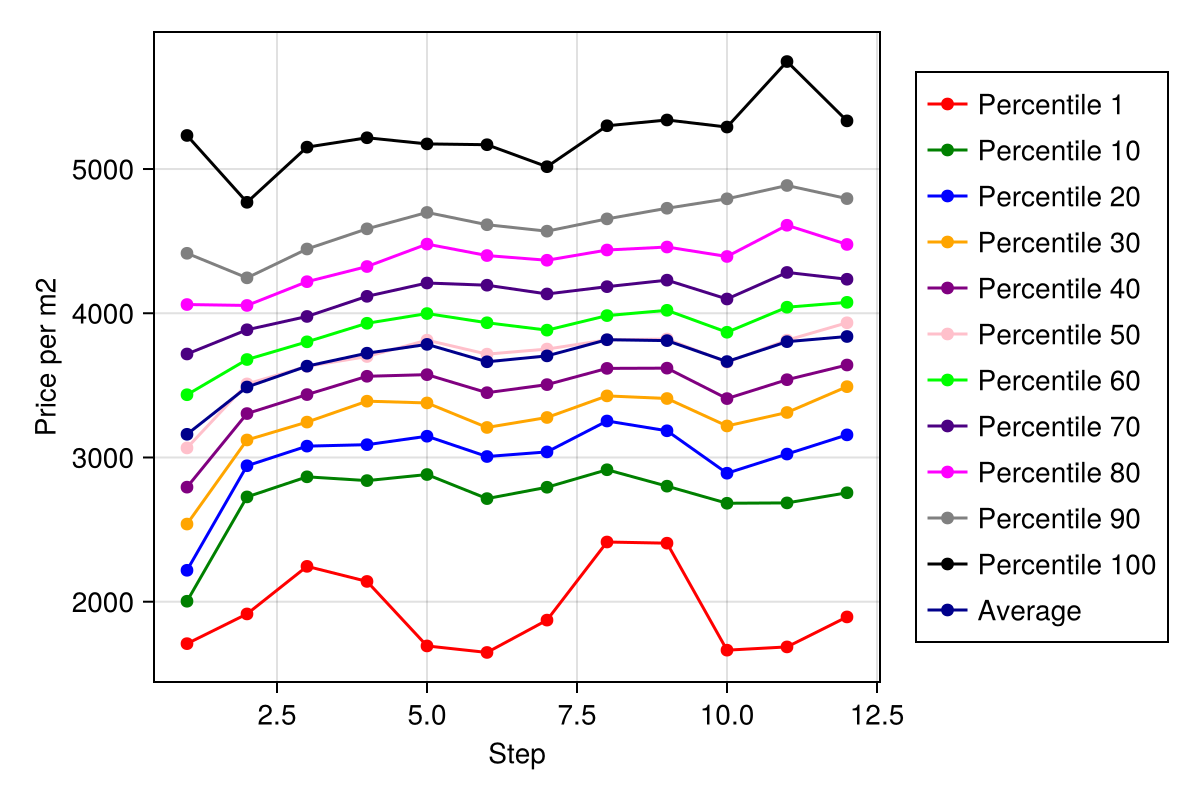 5000
4000
3000
2000
Price per m2
2.5
5.0
7.5
10.0
12.5
Step
Percentile 1
Percentile 10
Percentile 20
Percentile 30
Percentile 40
Percentile 50
Percentile 60
Percentile 70
Percentile 80
Percentile 90
Percentile 100
Average